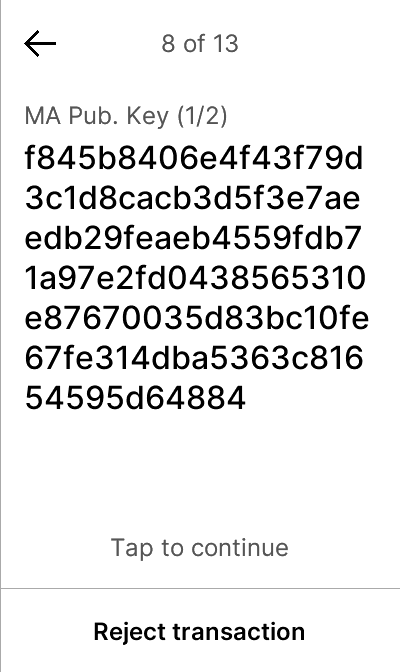 8 of 13
MA Pub. Key (1/2)
f845b8406e4f43f79d
3c1d8cacb3d5f3e7ae
edb29feaeb4559fdb7
1a97e2fd0438565310
e87670035d83bc10fe
67fe314dba5363c816
54595d64884
Tap to continue
Reject transaction